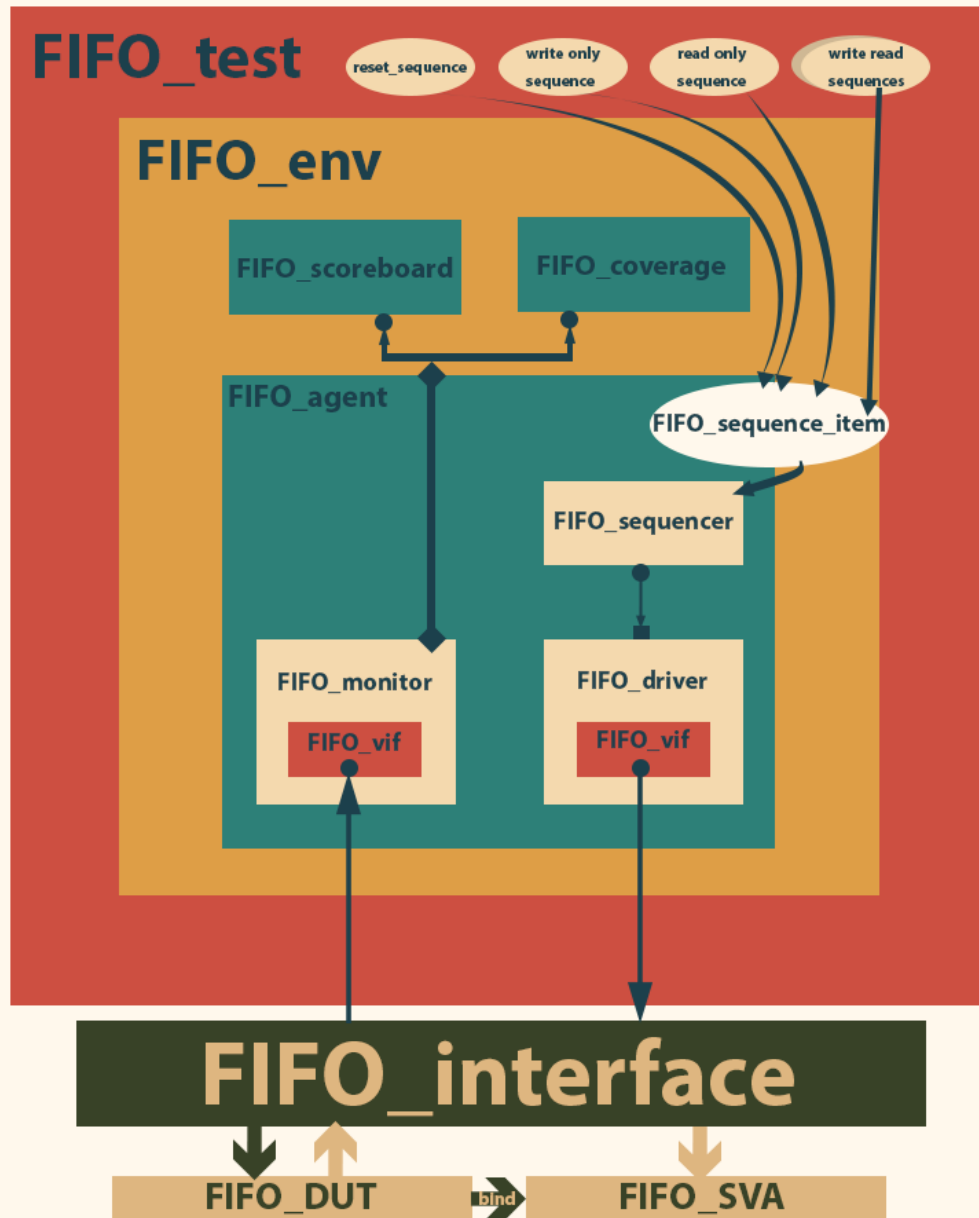 FIFO_test
reset_sequence
write only
sequence
read only
sequence
write read
sequences
FIFO_env
FIFO_scoreboard
FIFO_coverage
FIFO_agent
FIFO_sequence_item
FIFO_sequencer
FIFO_monitor
FIFO_vif
FIFO_driver
FIFO_vif
FIFO_interface
FIFO_DUT
bind
FIFO_SVA